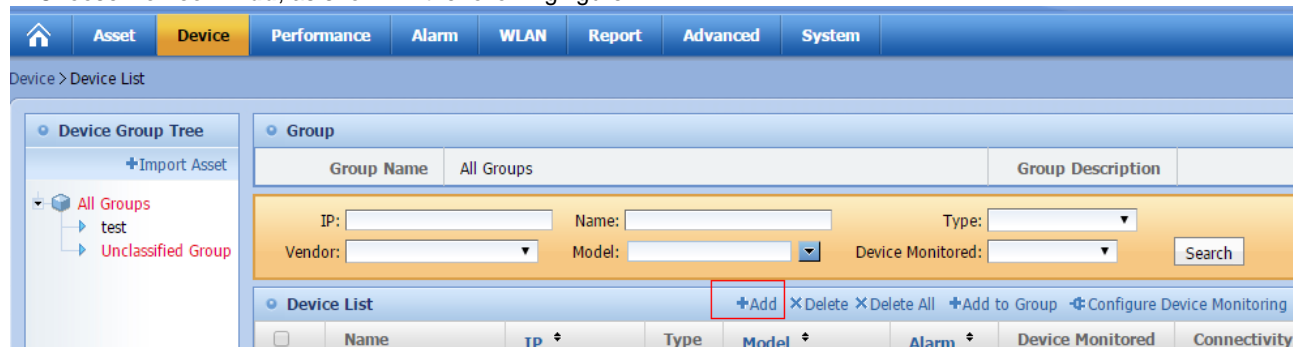 Asset Device Performance Alarm WLAN Report Advanced System
Device > Device List
Device Group Tree
+Import Asset
All Groups
test
Unclassified Group
Group
Group Name All Groups Group Description
IP: Name: Type:
Vendor: Model: Device Monitored: Search
Device List +Add ×Delete ×Delete All +Add to Group Configure Device Monitoring
Name IP Type Model Alarm Device Monitored Connectivity